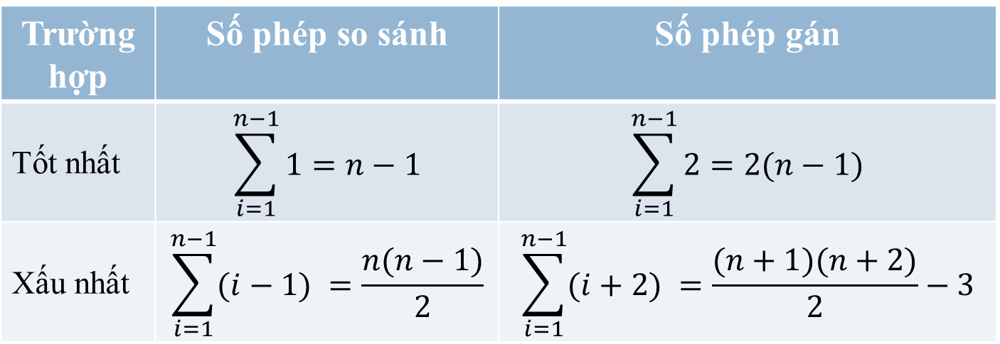 Trường hợp | Số phép so sánh | Số phép gán
Tốt nhất | \sum_{i=1}^{n-1} 1 = n - 1 | \sum_{i=1}^{n-1} 2 = 2(n - 1)
Xấu nhất | \sum_{i=1}^{n-1} (i - 1) = \frac{n(n - 1)}{2} | \sum_{i=1}^{n-1} (i + 2) = \frac{(n + 1)(n + 2)}{2} - 3